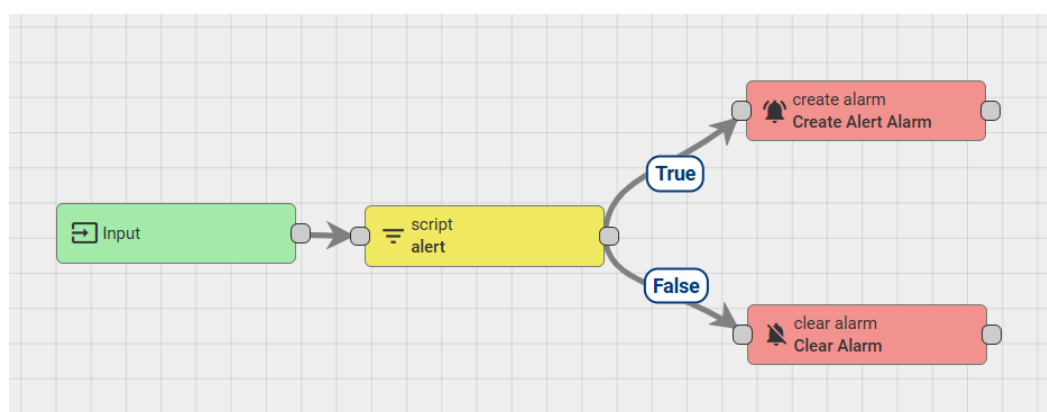 create alarm
Create Alert Alarm
True
Input
script
alert
False
clear alarm
Clear Alarm